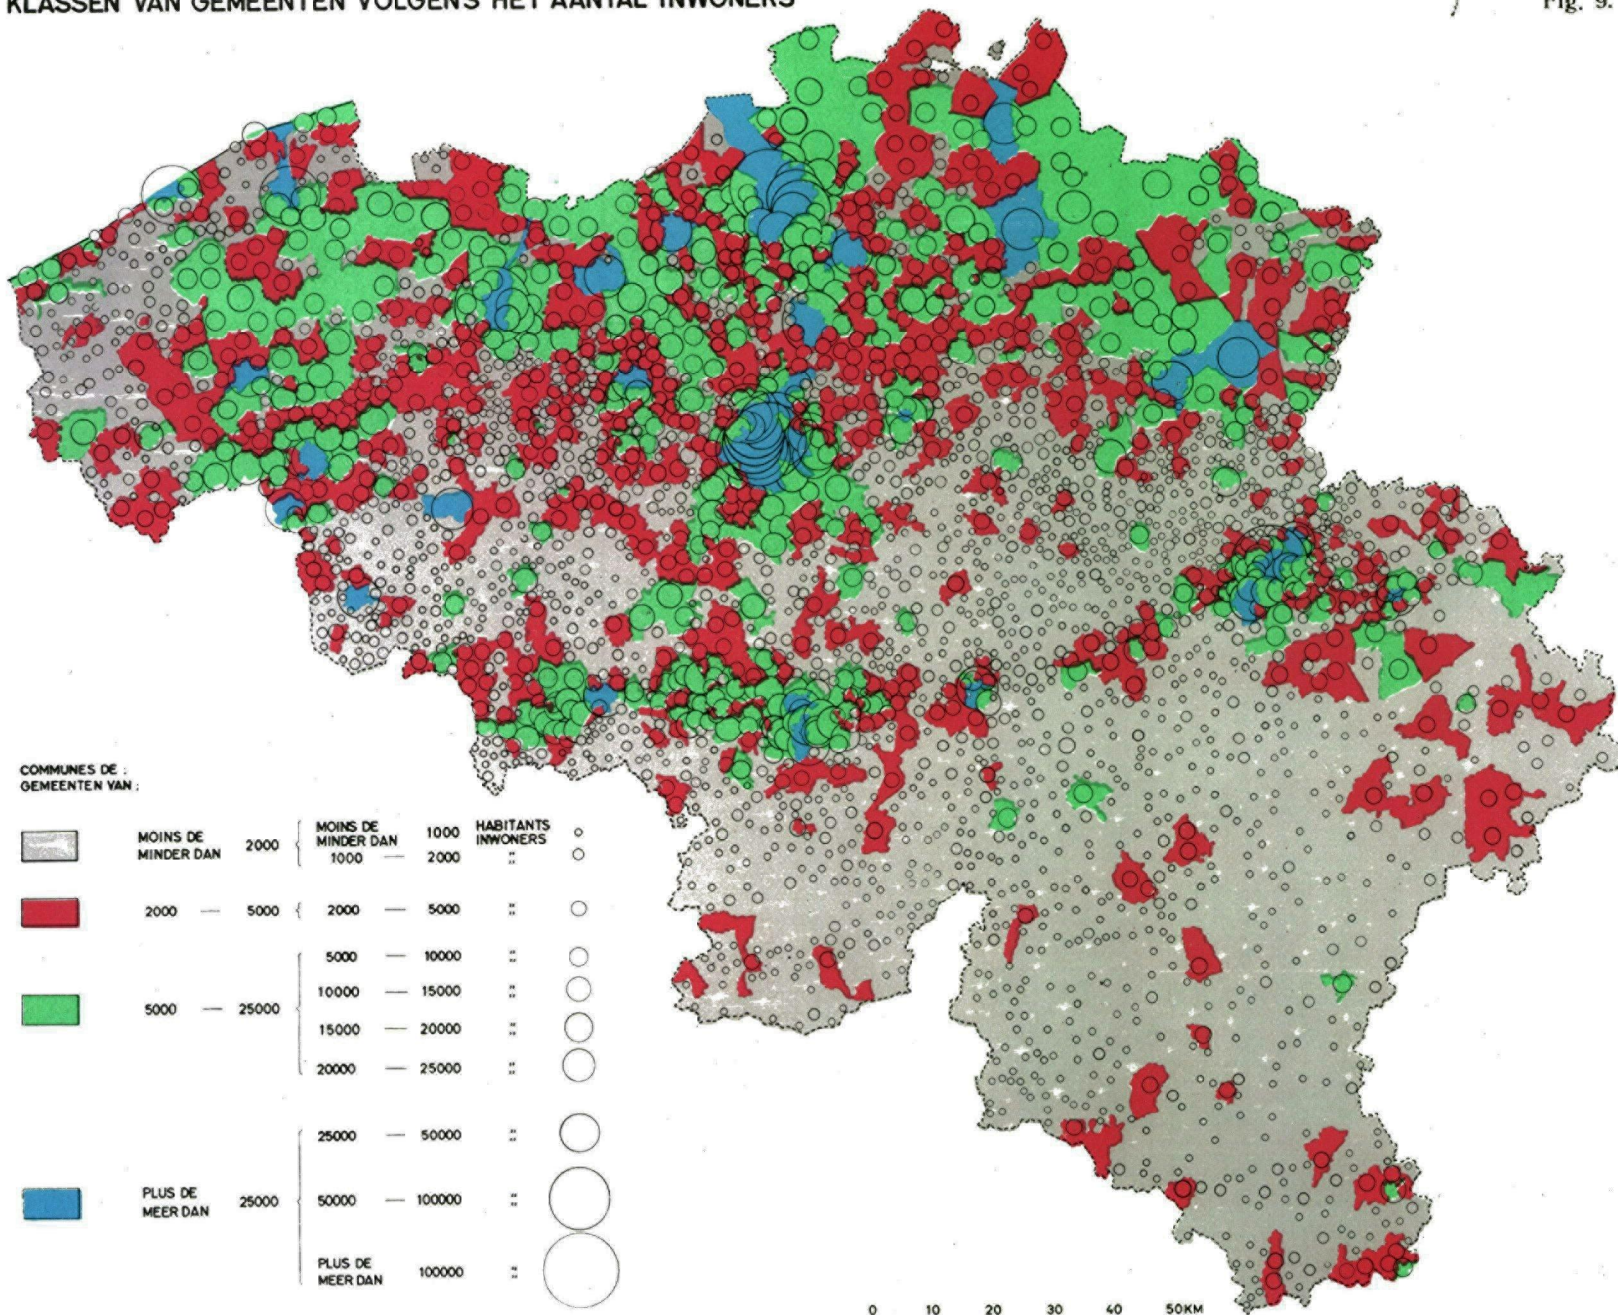 KLASSEN VAN GEMEENTEN VOLGENS HET AANTAL INWONERS
Fig. 9.
COMMUNES DE :
GEMEENTEN VAN :
MOINS DE
MINDER DAN 2000
MOINS DE
MINDER DAN 1000 HABITANTS
INWONERS
1000 — 2000 "
2000 — 5000
2000 — 5000 "
5000 — 25000
5000 — 10000 "
10000 — 15000 "
15000 — 20000 "
20000 — 25000 "
PLUS DE
MEER DAN 25000
25000 — 50000 "
50000 — 100000 "
PLUS DE
MEER DAN 100000 "
0 10 20 30 40 50KM